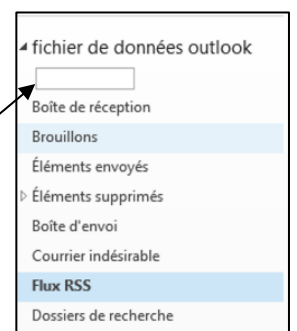 fichier de données outlook
Boîte de réception
Brouillons
Éléments envoyés
Éléments supprimés
Boîte d'envoi
Courrier indésirable
Flux RSS
Dossiers de recherche